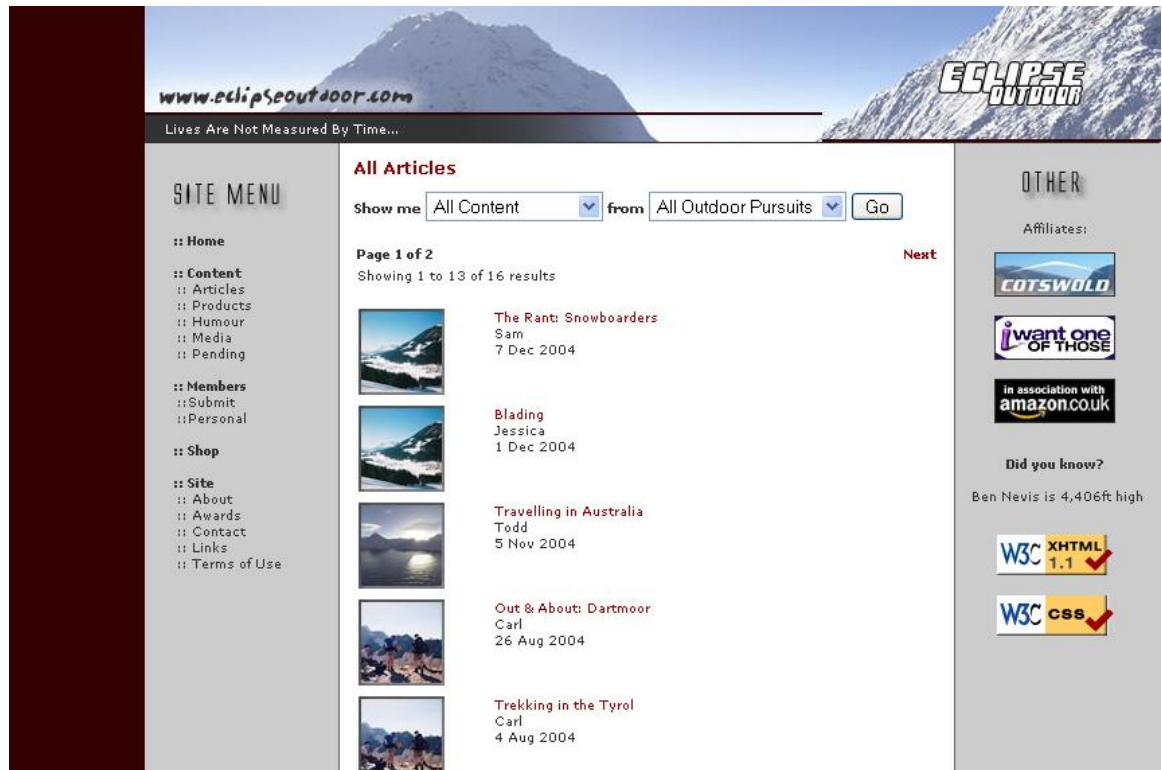 www.eclipseoutdoor.com
ECLIPSE
OUTDOOR
Lives Are Not Measured By Time...
SITE MENU
:: Home
:: Content
:: Articles
:: Products
:: Humour
:: Media
:: Pending
:: Members
::Submit
::Personal
:: Shop
:: Site
:: About
:: Awards
:: Contact
:: Links
:: Terms of Use
All Articles
Show me All Content from All Outdoor Pursuits Go
Page 1 of 2 Next
Showing 1 to 13 of 16 results
The Rant: Snowboarders
Sam
7 Dec 2004
Blading
Jessica
1 Dec 2004
Travelling in Australia
Todd
5 Nov 2004
Out & About: Dartmoor
Carl
26 Aug 2004
Trekking in the Tyrol
Carl
4 Aug 2004
OTHER
Affiliates:
COTSWOLD
i want one
OF THOSE
in association with
amazon.co.uk
Did you know?
Ben Nevis is 4,406ft high
W3C XHTML
1.1
W3C css